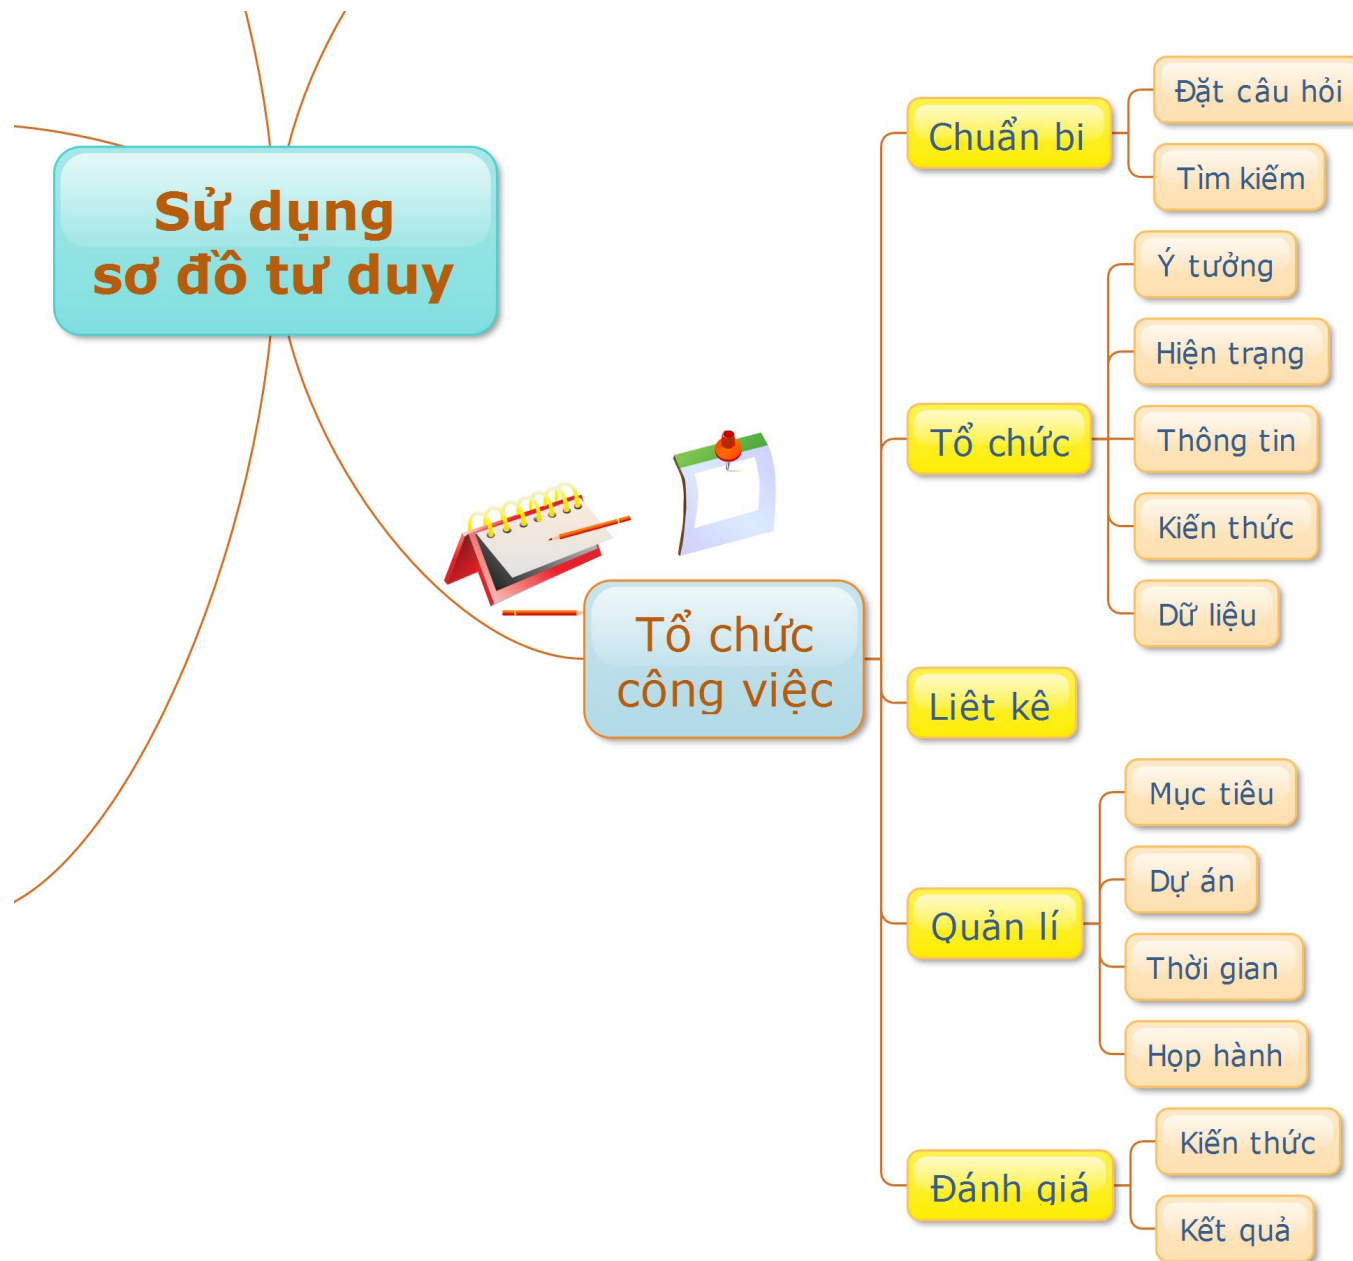 Sử dụng
sơ đồ tư duy
Tổ chức
công việc
Chuẩn bi
Đặt câu hỏi
Tìm kiếm
Tổ chức
Ý tưởng
Hiện trạng
Thông tin
Kiến thức
Dữ liệu
Liêt kê
Quản lí
Mục tiêu
Dự án
Thời gian
Họp hành
Đánh giá
Kiến thức
Kết quả